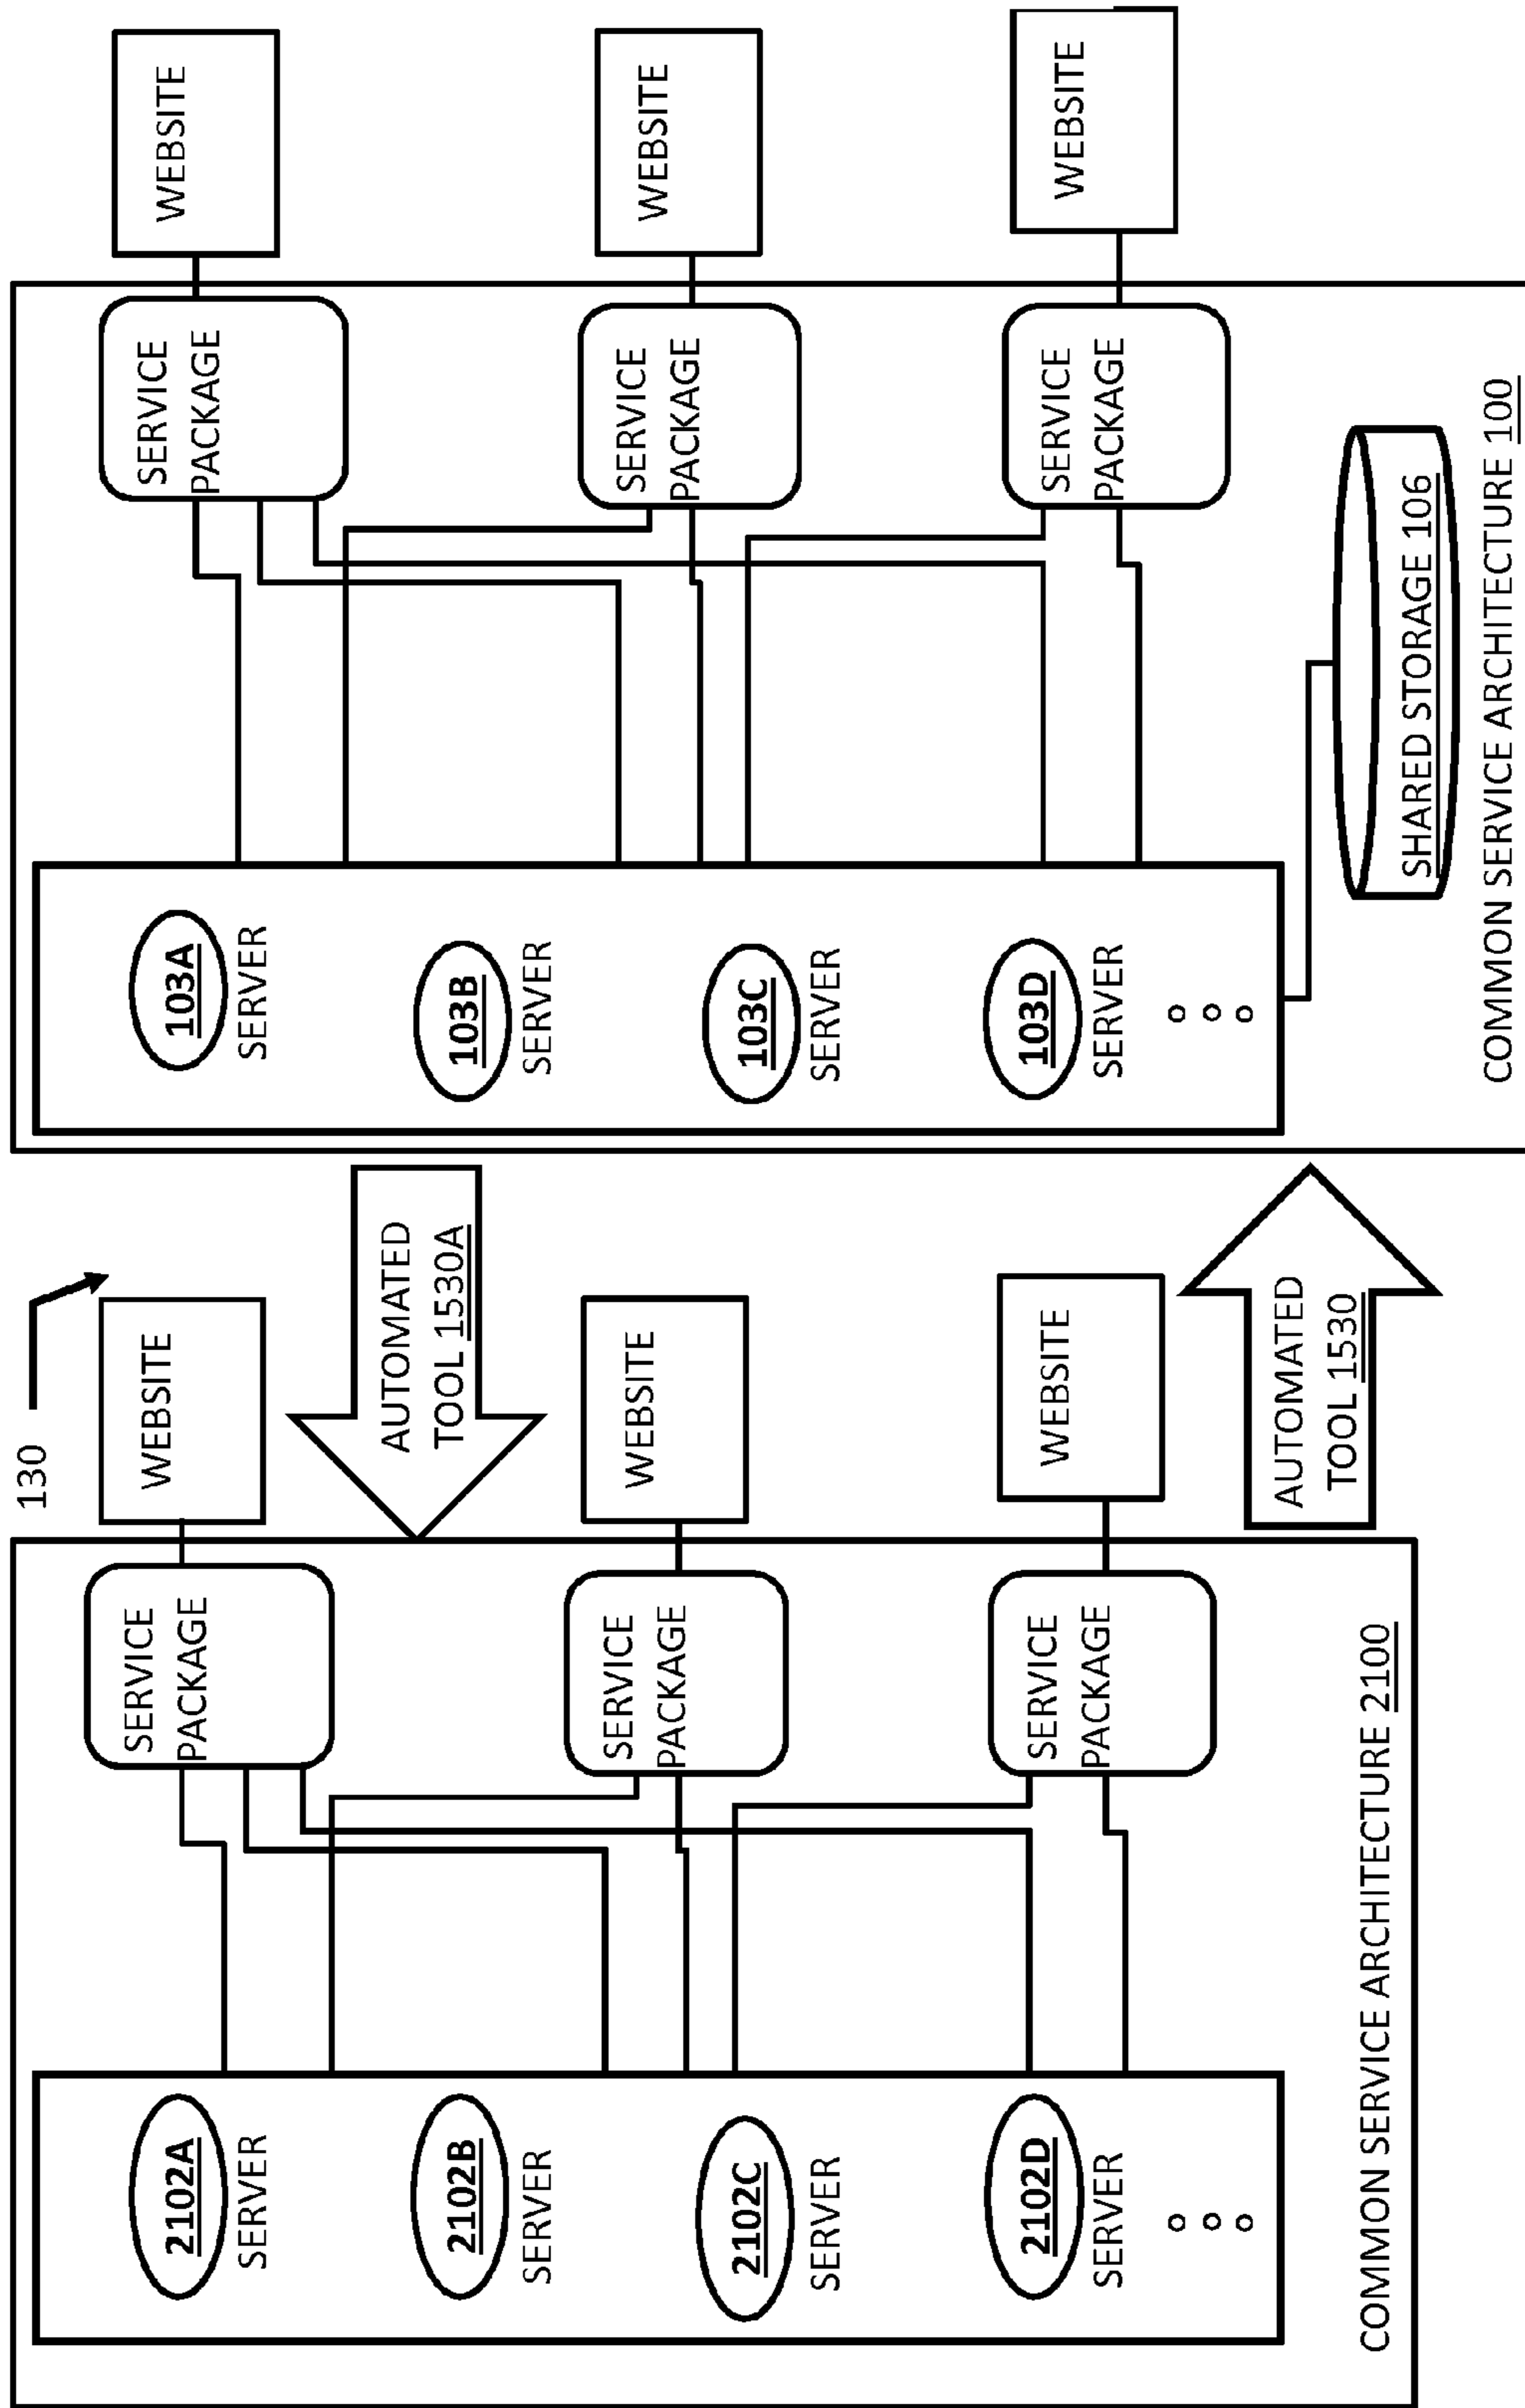 130
2102A
SERVER
2102B
SERVER
2102C
SERVER
2102D
SERVER
SERVICE
PACKAGE
SERVICE
PACKAGE
SERVICE
PACKAGE
WEBSITE
WEBSITE
WEBSITE
COMMON SERVICE ARCHITECTURE 2100
AUTOMATED
TOOL 1530A
AUTOMATED
TOOL 1530
103A
SERVER
103B
SERVER
103C
SERVER
103D
SERVER
SERVICE
PACKAGE
SERVICE
PACKAGE
SERVICE
PACKAGE
WEBSITE
WEBSITE
WEBSITE
SHARED STORAGE 106
COMMON SERVICE ARCHITECTURE 100